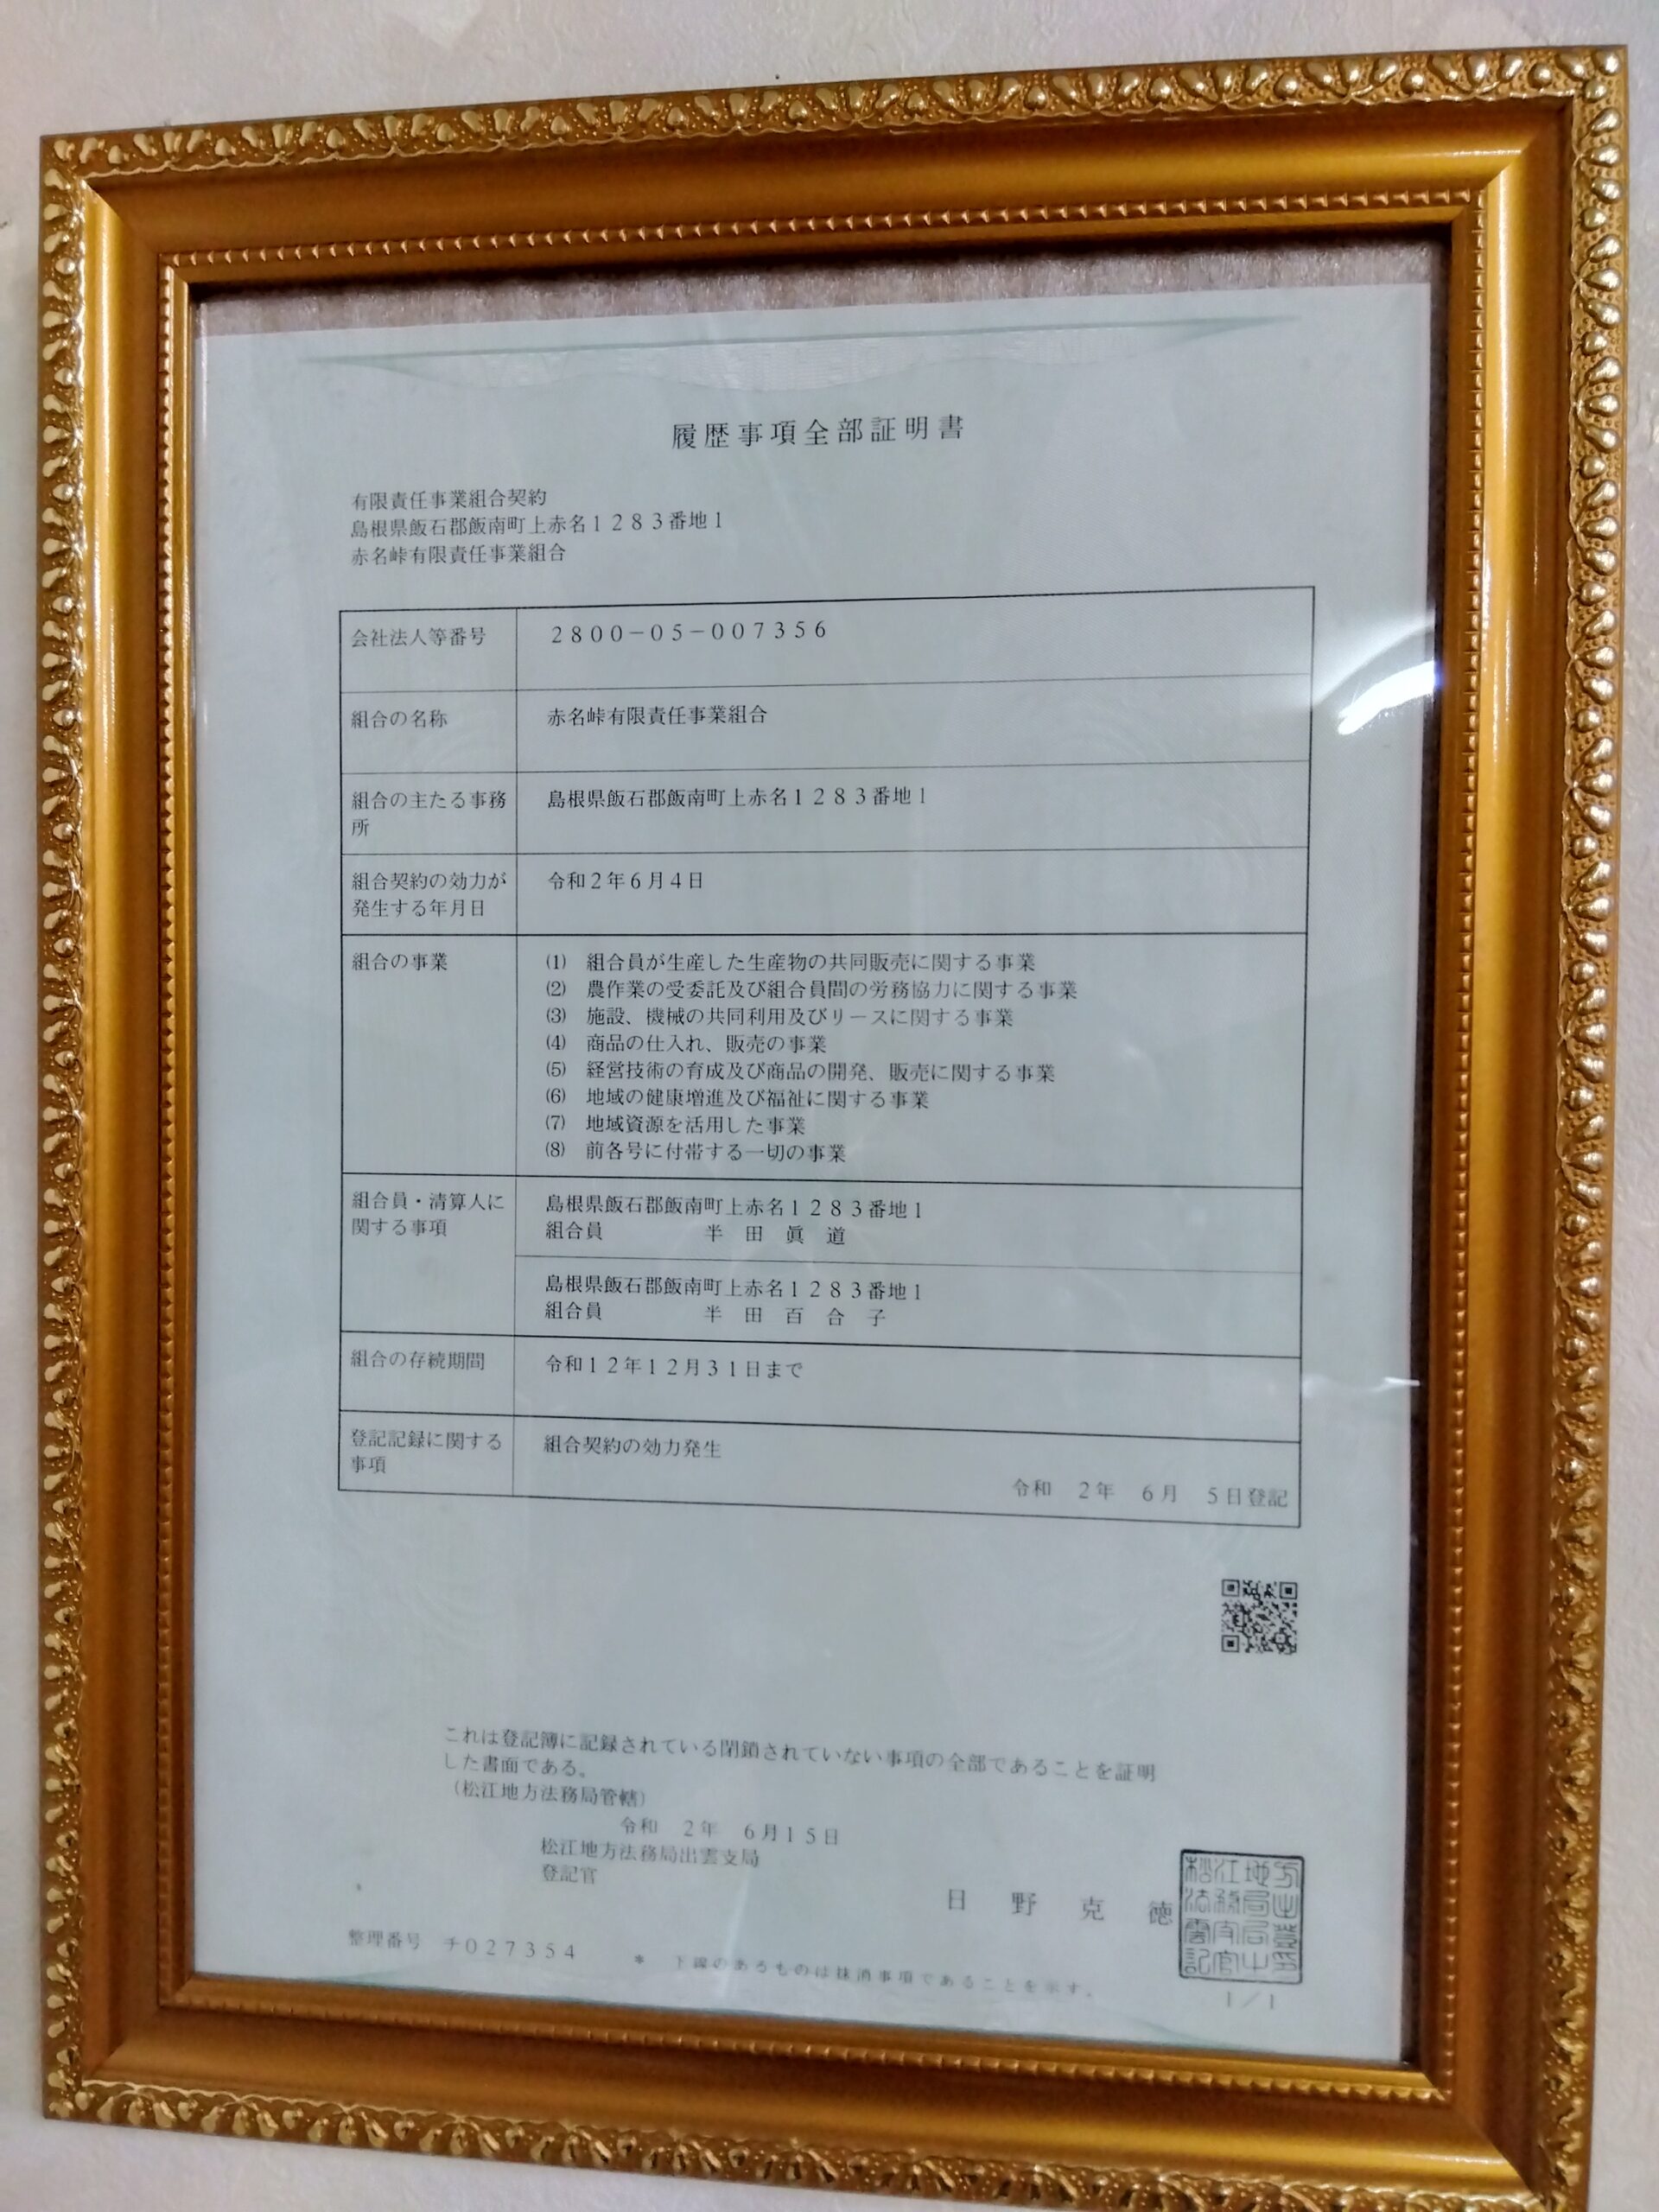 履歴事項全部証明書
有限責任事業組合契約
島根県飯石郡飯南町上赤名1283番地1
赤名峠有限責任事業組合
会社法人等番号 2800-05-007356
組合の名称 赤名峠有限責任事業組合
組合の主たる事務所 島根県飯石郡飯南町上赤名1283番地1
組合契約の効力が発生する年月日 令和2年6月4日
組合の事業
(1) 組合員が生産した生産物の共同販売に関する事業
(2) 農作業の受委託及び組合員間の労務協力に関する事業
(3) 施設、機械の共同利用及びリースに関する事業
(4) 商品の仕入れ、販売の事業
(5) 経営技術の育成及び商品の開発、販売に関する事業
(6) 地域の健康増進及び福祉に関する事業
(7) 地域資源を活用した事業
(8) 前各号に付帯する一切の事業
組合員・清算人に関する事項
島根県飯石郡飯南町上赤名1283番地1
組合員 半田眞道
島根県飯石郡飯南町上赤名1283番地1
組合員 半田百合子
組合の存続期間 令和12年12月31日まで
登記記録に関する事項 組合契約の効力発生
令和 2年 6月 5日登記
これは登記簿に記録されている閉鎖されていない事項の全部であることを証明
した書面である。
(松江地方法務局管轄)
令和 2年 6月15日
松江地方法務局出雲支局
登記官
日野克徳
整理番号 チ027354
* 下線のあるものは抹消事項であることを示す。
1/1